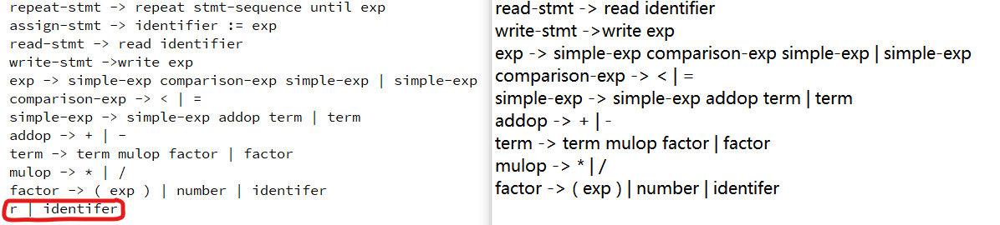 repeat-stmt -> repeat stmt-sequence until exp
assign-stmt -> identifier := exp
read-stmt -> read identifier
write-stmt ->write exp
exp -> simple-exp comparison-exp simple-exp | simple-exp
comparison-exp -> < | =
simple-exp -> simple-exp addop term | term
addop -> + | -
term -> term mulop factor | factor
mulop -> * | /
factor -> ( exp ) | number | identifer
r | identifer
read-stmt -> read identifier
write-stmt ->write exp
exp -> simple-exp comparison-exp simple-exp | simple-exp
comparison-exp -> < | =
simple-exp -> simple-exp addop term | term
addop -> + | -
term -> term mulop factor | factor
mulop -> * | /
factor -> ( exp ) | number | identifer